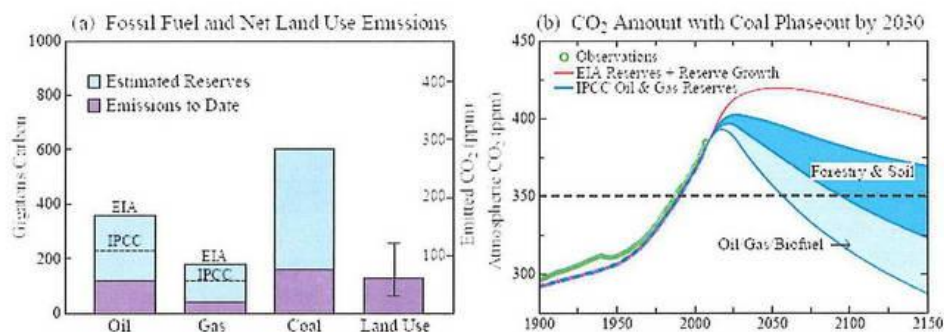 (a) Fossil Fuel and Net Land Use Emissions
1000
800
600
400
200
0
Gigatons Carbon
Estimated Reserves
Emissions to Date
EIA
IPCC
EIA
IPCC
Oil
Gas
Coal
Land Use
400
300
200
100
Emitted CO₂ (ppm)
(b) CO₂ Amount with Coal Phaseout by 2030
450
400
350
300
Atmospheric CO₂ (ppm)
Observations
EIA Reserves + Reserve Growth
IPCC Oil & Gas Reserves
Forestry & Soil
Oil Gas/Biofuel
1900
1950
2000
2050
2100
2150